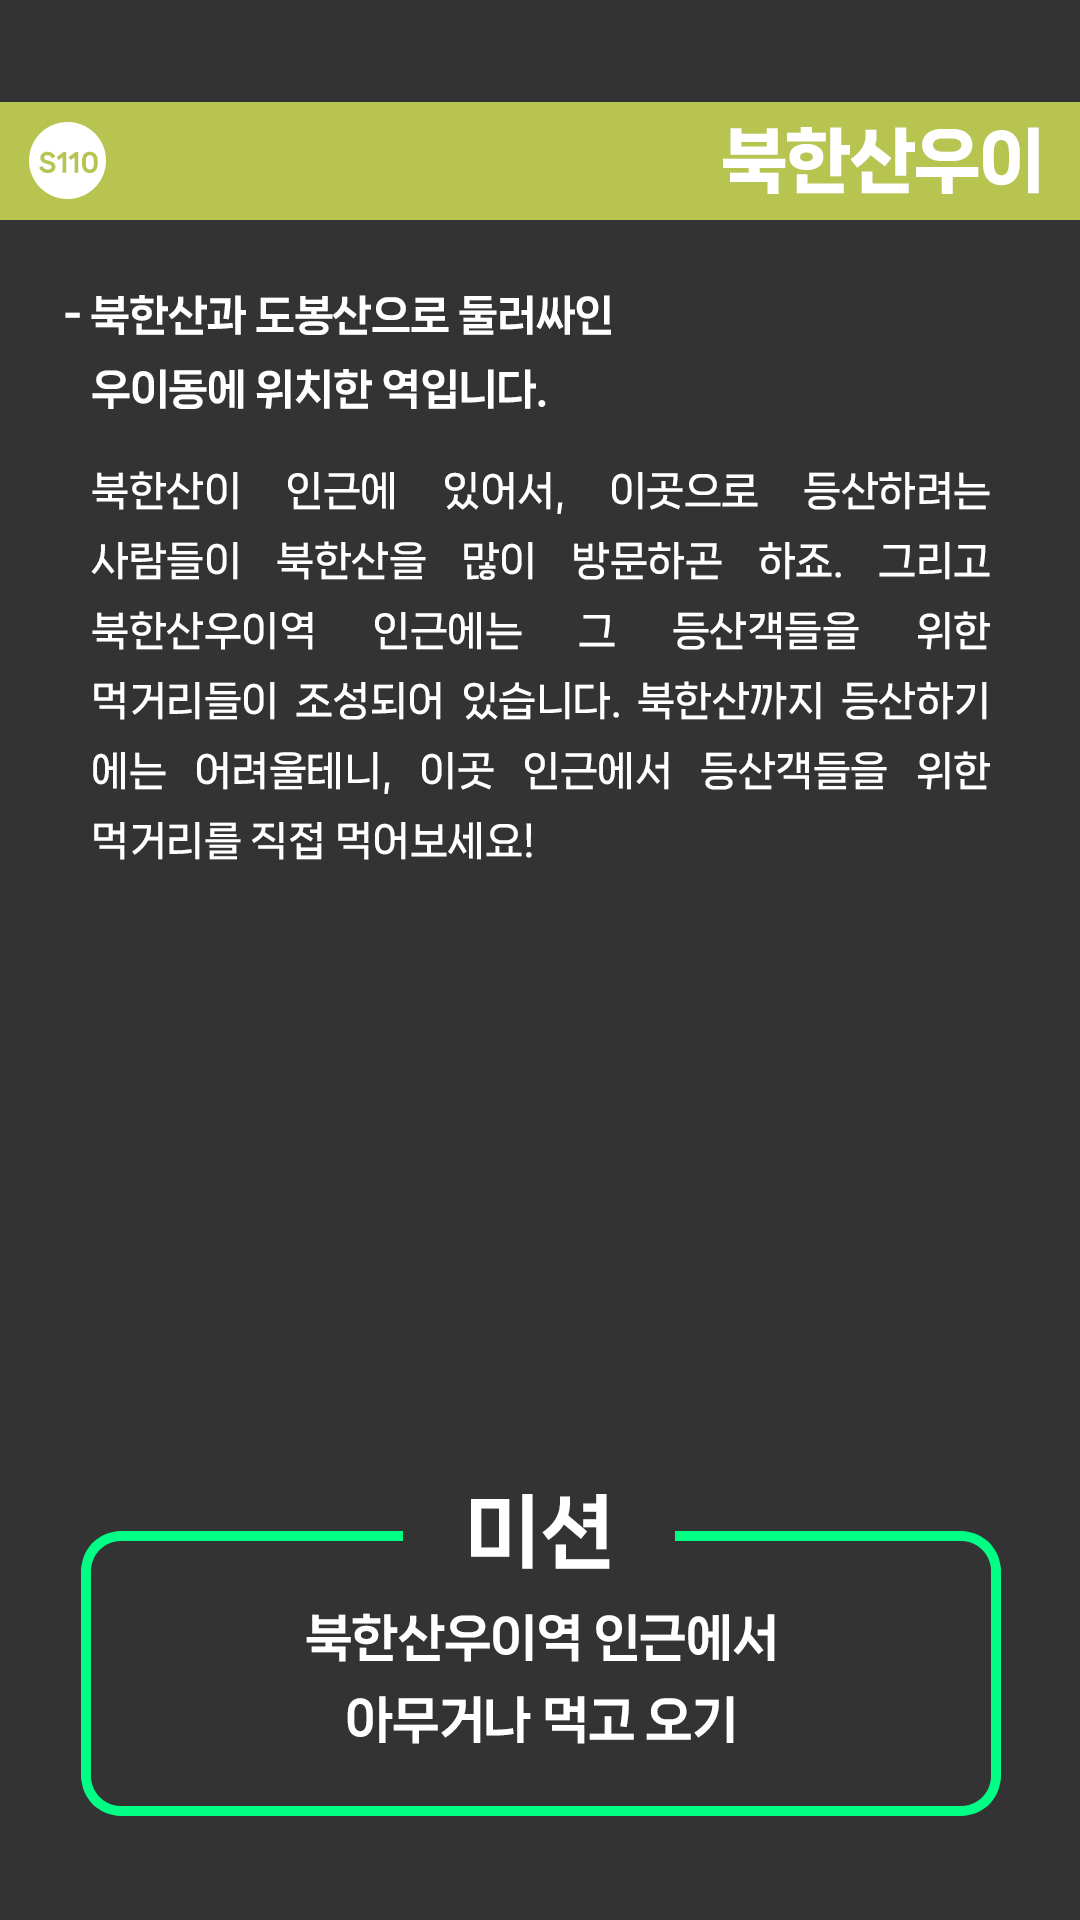 S110
북한산우이
- 북한산과 도봉산으로 둘러싸인
우이동에 위치한 역입니다.
북한산이 인근에 있어서, 이곳으로 등산하려는
사람들이 북한산을 많이 방문하곤 하죠. 그리고
북한산우이역 인근에는 그 등산객들을 위한
먹거리들이 조성되어 있습니다. 북한산까지 등산하기
에는 어려울테니, 이곳 인근에서 등산객들을 위한
먹거리를 직접 먹어보세요!
미션
북한산우이역 인근에서
아무거나 먹고 오기